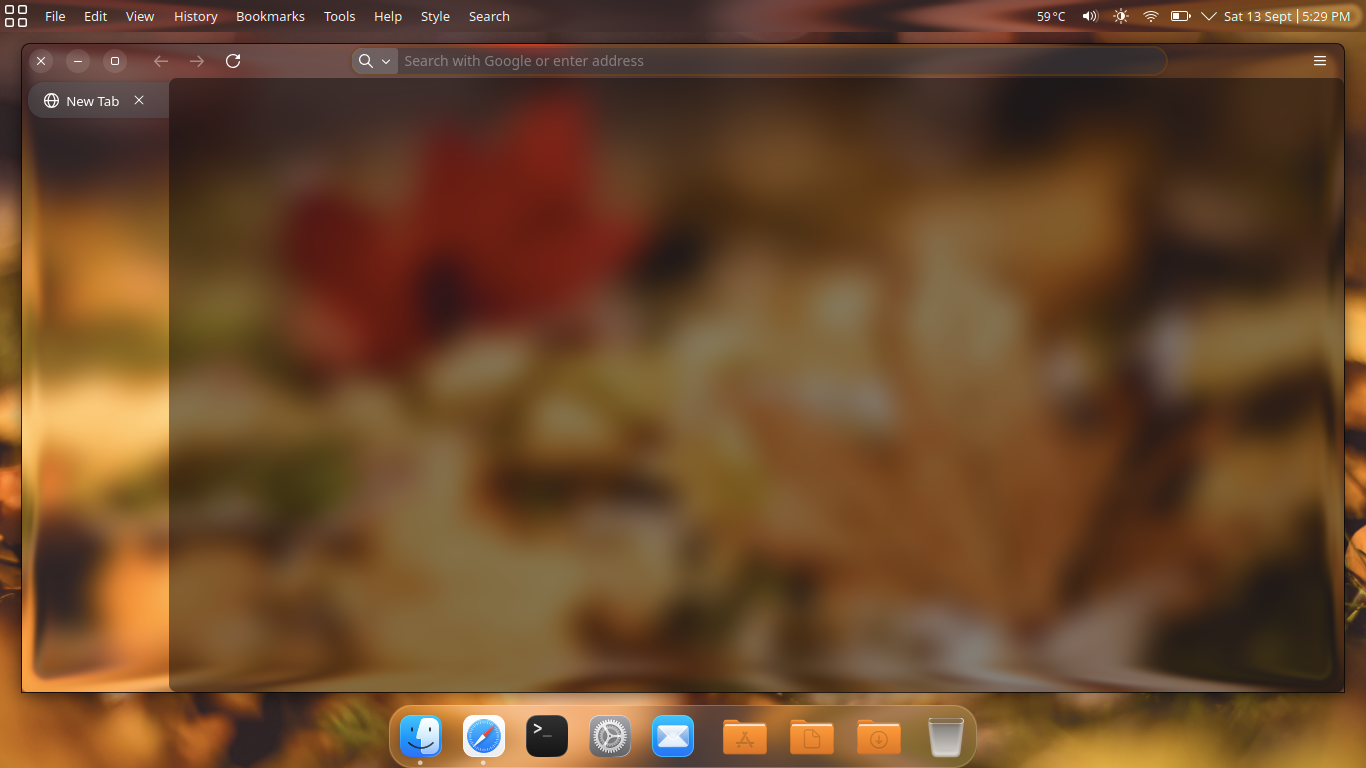 File Edit View History Bookmarks Tools Help Style Search 59°C Sat 13 Sept | 5:29 PM
Search with Google or enter address
New Tab